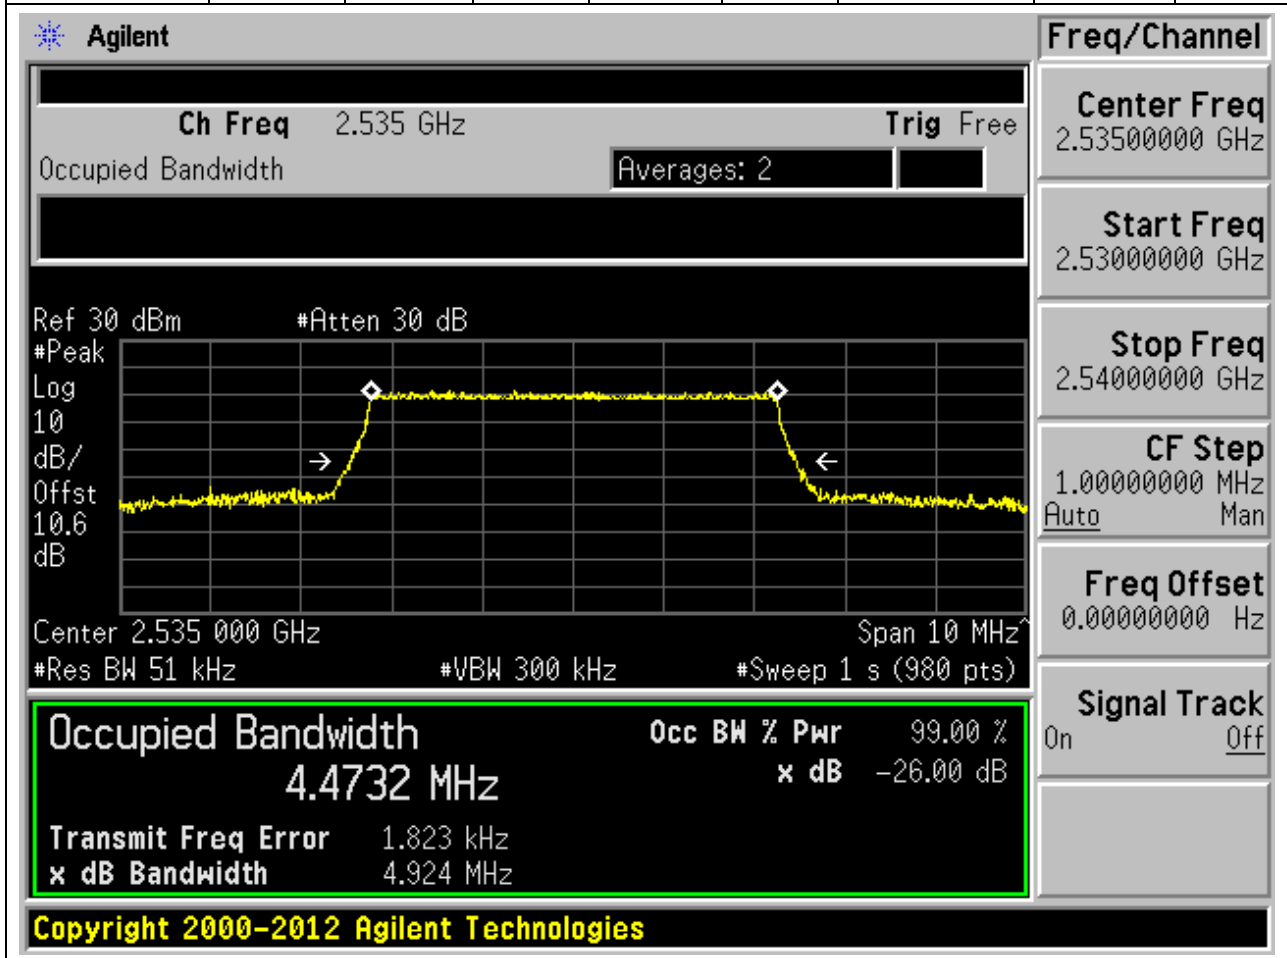 Agilent
Freq/Channel
Ch Freq 2.535 GHz Trig Free
Occupied Bandwidth Averages: 2
Ref 30 dBm #Atten 30 dB
#Peak
Log
10
dB/
Offst
10.6
dB
Center 2.535 000 GHz Span 10 MHz^
#Res BW 51 kHz #VBW 300 kHz #Sweep 1 s (980 pts)
Occupied Bandwidth
4.4732 MHz
Occ BW % Pwr 99.00 %
x dB -26.00 dB
Transmit Freq Error 1.823 kHz
x dB Bandwidth 4.924 MHz
Copyright 2000-2012 Agilent Technologies
Center Freq
2.53500000 GHz
Start Freq
2.53000000 GHz
Stop Freq
2.54000000 GHz
CF Step
1.00000000 MHz
Auto Man
Freq Offset
0.00000000 Hz
Signal Track
On Off